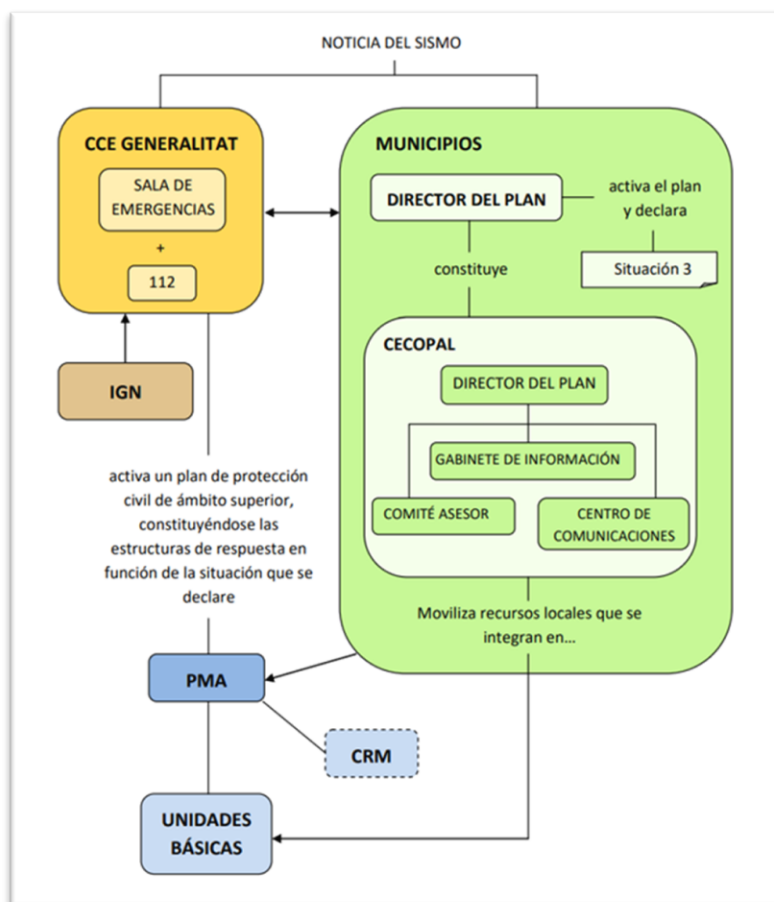 NOTICIA DEL SISMO
CCE GENERALITAT
SALA DE
EMERGENCIAS
+
112
IGN
MUNICIPIOS
DIRECTOR DEL PLAN
activa el plan
y declara
Situación 3
constituye
CECOPAL
DIRECTOR DEL PLAN
GABINETE DE INFORMACIÓN
COMITÉ ASESOR
CENTRO DE
COMUNICACIONES
Moviliza recursos locales que se
integran en...
activa un plan de protección
civil de ámbito superior,
constituyéndose las
estructuras de respuesta en
función de la situación que se
declare
PMA
CRM
UNIDADES
BÁSICAS